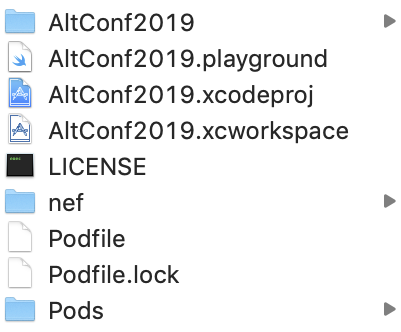 AltConf2019
AltConf2019.playground
AltConf2019.xcodeproj
AltConf2019.xcworkspace
LICENSE
nef
Podfile
Podfile.lock
Pods